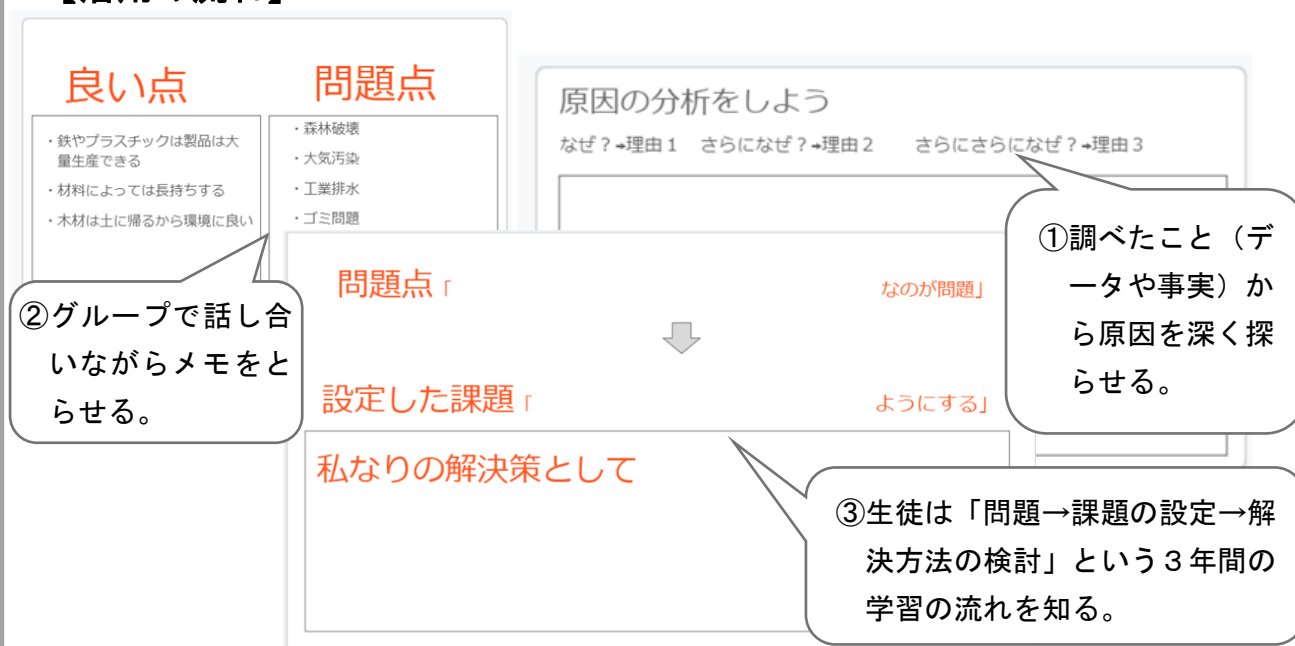 【活用の流れ】
良い点
問題点
・鉄やプラスチックは製品は大
量生産できる
・材料によっては長持ちする
・木材は土に帰るから環境に良い
・森林破壊
・大気汚染
・工業排水
・ゴミ問題
原因の分析をしよう
なぜ？→理由1 さらになぜ？→理由2 さらにさらになぜ？→理由3
①調べたこと（デ
ータや事実）か
ら原因を深く探
らせる。
②グループで話し合
いながらメモをと
らせる。
問題点「 なのが問題」
設定した課題「 ようにする」
私なりの解決策として
③生徒は「問題→課題の設定→解
決方法の検討」という３年間の
学習の流れを知る。